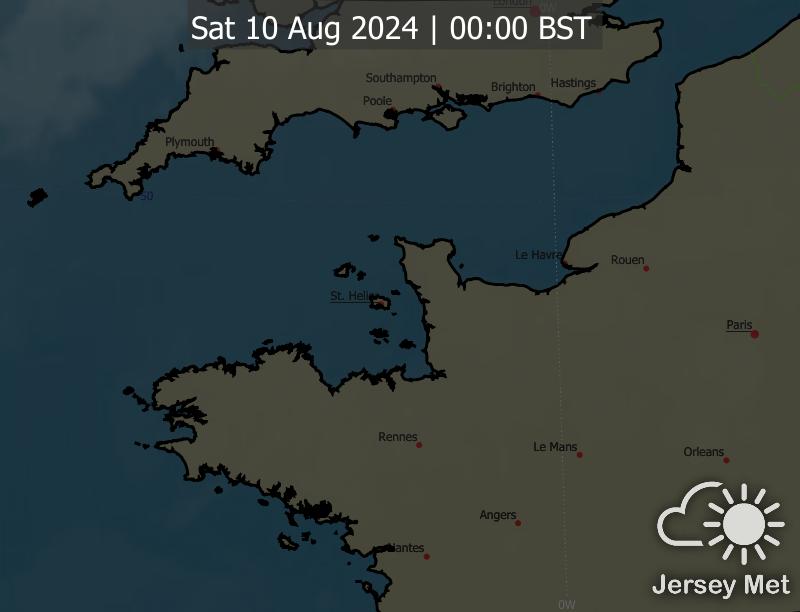 London
0W
Sat 10 Aug 2024 | 00:00 BST
Southampton
Brighton
Hastings
Poole
Plymouth
50
Le Havre
Rouen
St. Helier
Paris
Rennes
Le Mans
Orleans
Angers
Nantes
Jersey Met
0W